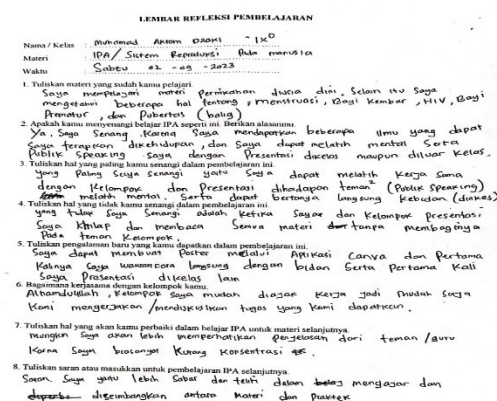 LEMBAR REFLEKSI PEMBELAJARAN
Nama / Kelas : Muhamad Akrom - IX D
Materi : IPA / Sistem Reproduksi Pada manusia
Waktu : Sabtu 02 - 09 - 2023
1. Tuliskan materi yang sudah kamu pelajari.
Saya mempelajari materi pernikahan dusia dini, Selain itu Saya
mengetahui beberapa hal tentang, menstruasi, Bayi Kembar, HIV, Bayi
Prematur, dan Pubertas (balig)
2. Apakah kamu menyenangi belajar IPA seperti ini. Berikan alasanmu.
Ya, Saya Senang. Karena Saya mendapatkan beberapa Ilmu yang dapat
Saya terapkan dikehidupan, dan Saya dapat melatih mental Serta
Publik Speaking saya dengan Presentasi dikelas maupun diluar Kelas.
3. Tuliskan hal yang paling kamu senangi dalam pembelajaran ini.
yang Paling Saya Senangi yaitu Saya dapat melatih Kerja Sama
dengan Kelompok dan Presentasi dihadapan teman² (Public Speaking)
melatih mental, Serta dapat bertanya langsung Kebidan (dinkes)
4. Tuliskan hal yang tidak kamu senangi dalam pembelajaran ini.
yang tidak Saya Senangi adalah ketika Saya dan Kelompok presentasi
Saya Khilap dan membaca Semua materi tanpa membaginya
Pada teman Kelompok.
5. Tuliskan pengalaman baru yang kamu dapatkan dalam pembelajaran ini.
Saya dapat membuat Poster melalui Aplikasi Canva dan Pertama
Kalinya Saya wawancara langsung dengan bidan Serta Pertama Kali
Saya Presentasi dikelas lain
6. Bagaimana kerjasama dengan kelompok kamu.
Alhamdulillah, Kelompok Saya mudah diajak Kerja jadi mudah Saya
Kami mengerjakan / mendiskusikan tugas yang kami dapatkan.
7. Tuliskan hal yang akan kamu perbaiki dalam belajar IPA untuk materi selanjutnya.
mungkin Saya akan lebih memperhatikan penjelasan dari teman / guru
Karna Saya biasanya Kurang Konsentrasi
8. Tuliskan saran atau masukkan untuk pembelajaran IPA selanjutnya.
Saran Saya yaitu lebih Sabar dan teliti dalam mengajar dan
diseimbangkan antara Materi dan Praktek